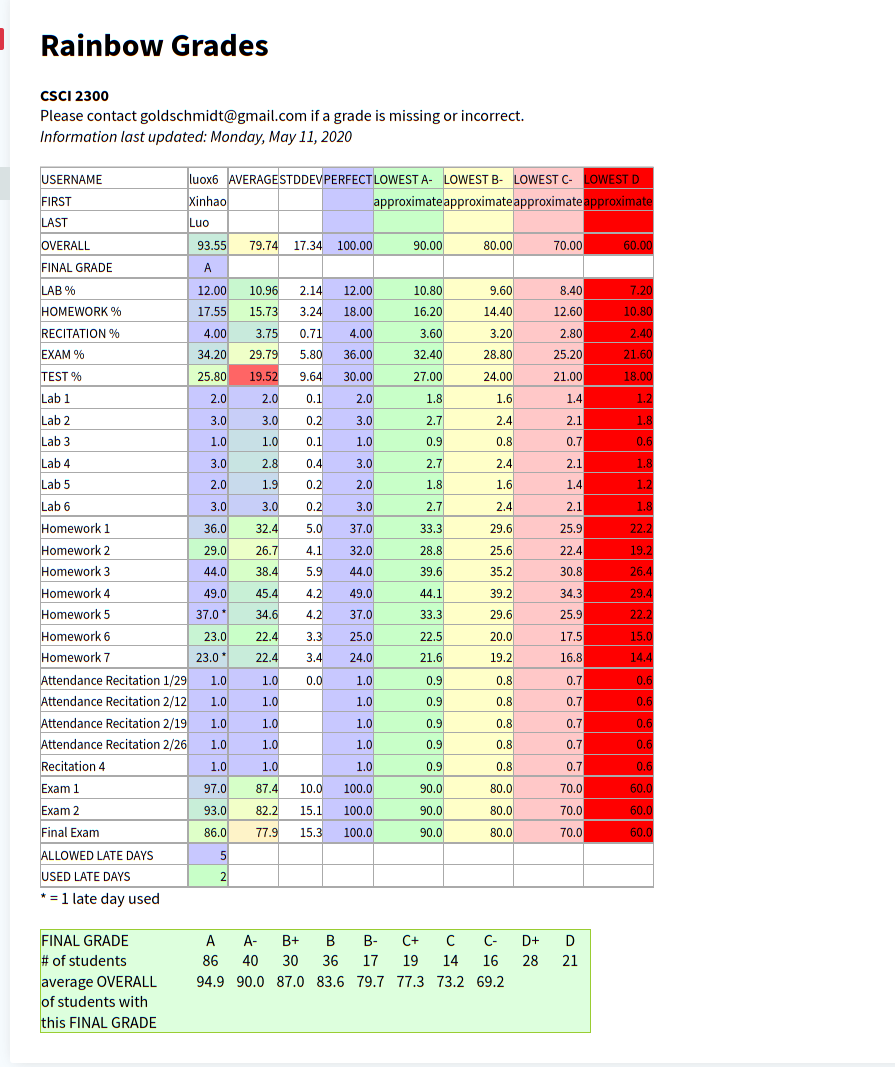 Rainbow Grades
CSCI 2300
Please contact goldschmidt@gmail.com if a grade is missing or incorrect.
Information last updated: Monday, May 11, 2020
USERNAME luox6 AVERAGE STDDEV PERFECT LOWEST A- LOWEST B- LOWEST C- LOWEST D
FIRST Xinhao approximate approximate approximate approximate
LAST Luo
OVERALL 93.55 79.74 17.34 100.00 90.00 80.00 70.00 60.00
FINAL GRADE A
LAB % 12.00 10.96 2.14 12.00 10.80 9.60 8.40 7.20
HOMEWORK % 17.55 15.73 3.24 18.00 16.20 14.40 12.60 10.80
RECITATION % 4.00 3.75 0.71 4.00 3.60 3.20 2.80 2.40
EXAM % 34.20 29.79 5.80 36.00 32.40 28.80 25.20 21.60
TEST % 25.80 19.52 9.64 30.00 27.00 24.00 21.00 18.00
Lab 1 2.0 2.0 0.1 2.0 1.8 1.6 1.4 1.2
Lab 2 3.0 3.0 0.2 3.0 2.7 2.4 2.1 1.8
Lab 3 1.0 1.0 0.1 1.0 0.9 0.8 0.7 0.6
Lab 4 3.0 2.8 0.4 3.0 2.7 2.4 2.1 1.8
Lab 5 2.0 1.9 0.2 2.0 1.8 1.6 1.4 1.2
Lab 6 3.0 3.0 0.2 3.0 2.7 2.4 2.1 1.8
Homework 1 36.0 32.4 5.0 37.0 33.3 29.6 25.9 22.2
Homework 2 29.0 26.7 4.1 32.0 28.8 25.6 22.4 19.2
Homework 3 44.0 38.4 5.9 44.0 39.6 35.2 30.8 26.4
Homework 4 49.0 45.4 4.2 49.0 44.1 39.2 34.3 29.4
Homework 5 37.0 * 34.6 4.2 37.0 33.3 29.6 25.9 22.2
Homework 6 23.0 22.4 3.3 25.0 22.5 20.0 17.5 15.0
Homework 7 23.0 * 22.4 3.4 24.0 21.6 19.2 16.8 14.4
Attendance Recitation 1/29 1.0 1.0 0.0 1.0 0.9 0.8 0.7 0.6
Attendance Recitation 2/12 1.0 1.0 1.0 0.9 0.8 0.7 0.6
Attendance Recitation 2/19 1.0 1.0 1.0 0.9 0.8 0.7 0.6
Attendance Recitation 2/26 1.0 1.0 1.0 0.9 0.8 0.7 0.6
Recitation 4 1.0 1.0 1.0 0.9 0.8 0.7 0.6
Exam 1 97.0 87.4 10.0 100.0 90.0 80.0 70.0 60.0
Exam 2 93.0 82.2 15.1 100.0 90.0 80.0 70.0 60.0
Final Exam 86.0 77.9 15.3 100.0 90.0 80.0 70.0 60.0
ALLOWED LATE DAYS 5
USED LATE DAYS 2
* = 1 late day used
FINAL GRADE A A- B+ B B- C+ C C- D+ D
# of students 86 40 30 36 17 19 14 16 28 21
average OVERALL 94.9 90.0 87.0 83.6 79.7 77.3 73.2 69.2
of students with
this FINAL GRADE